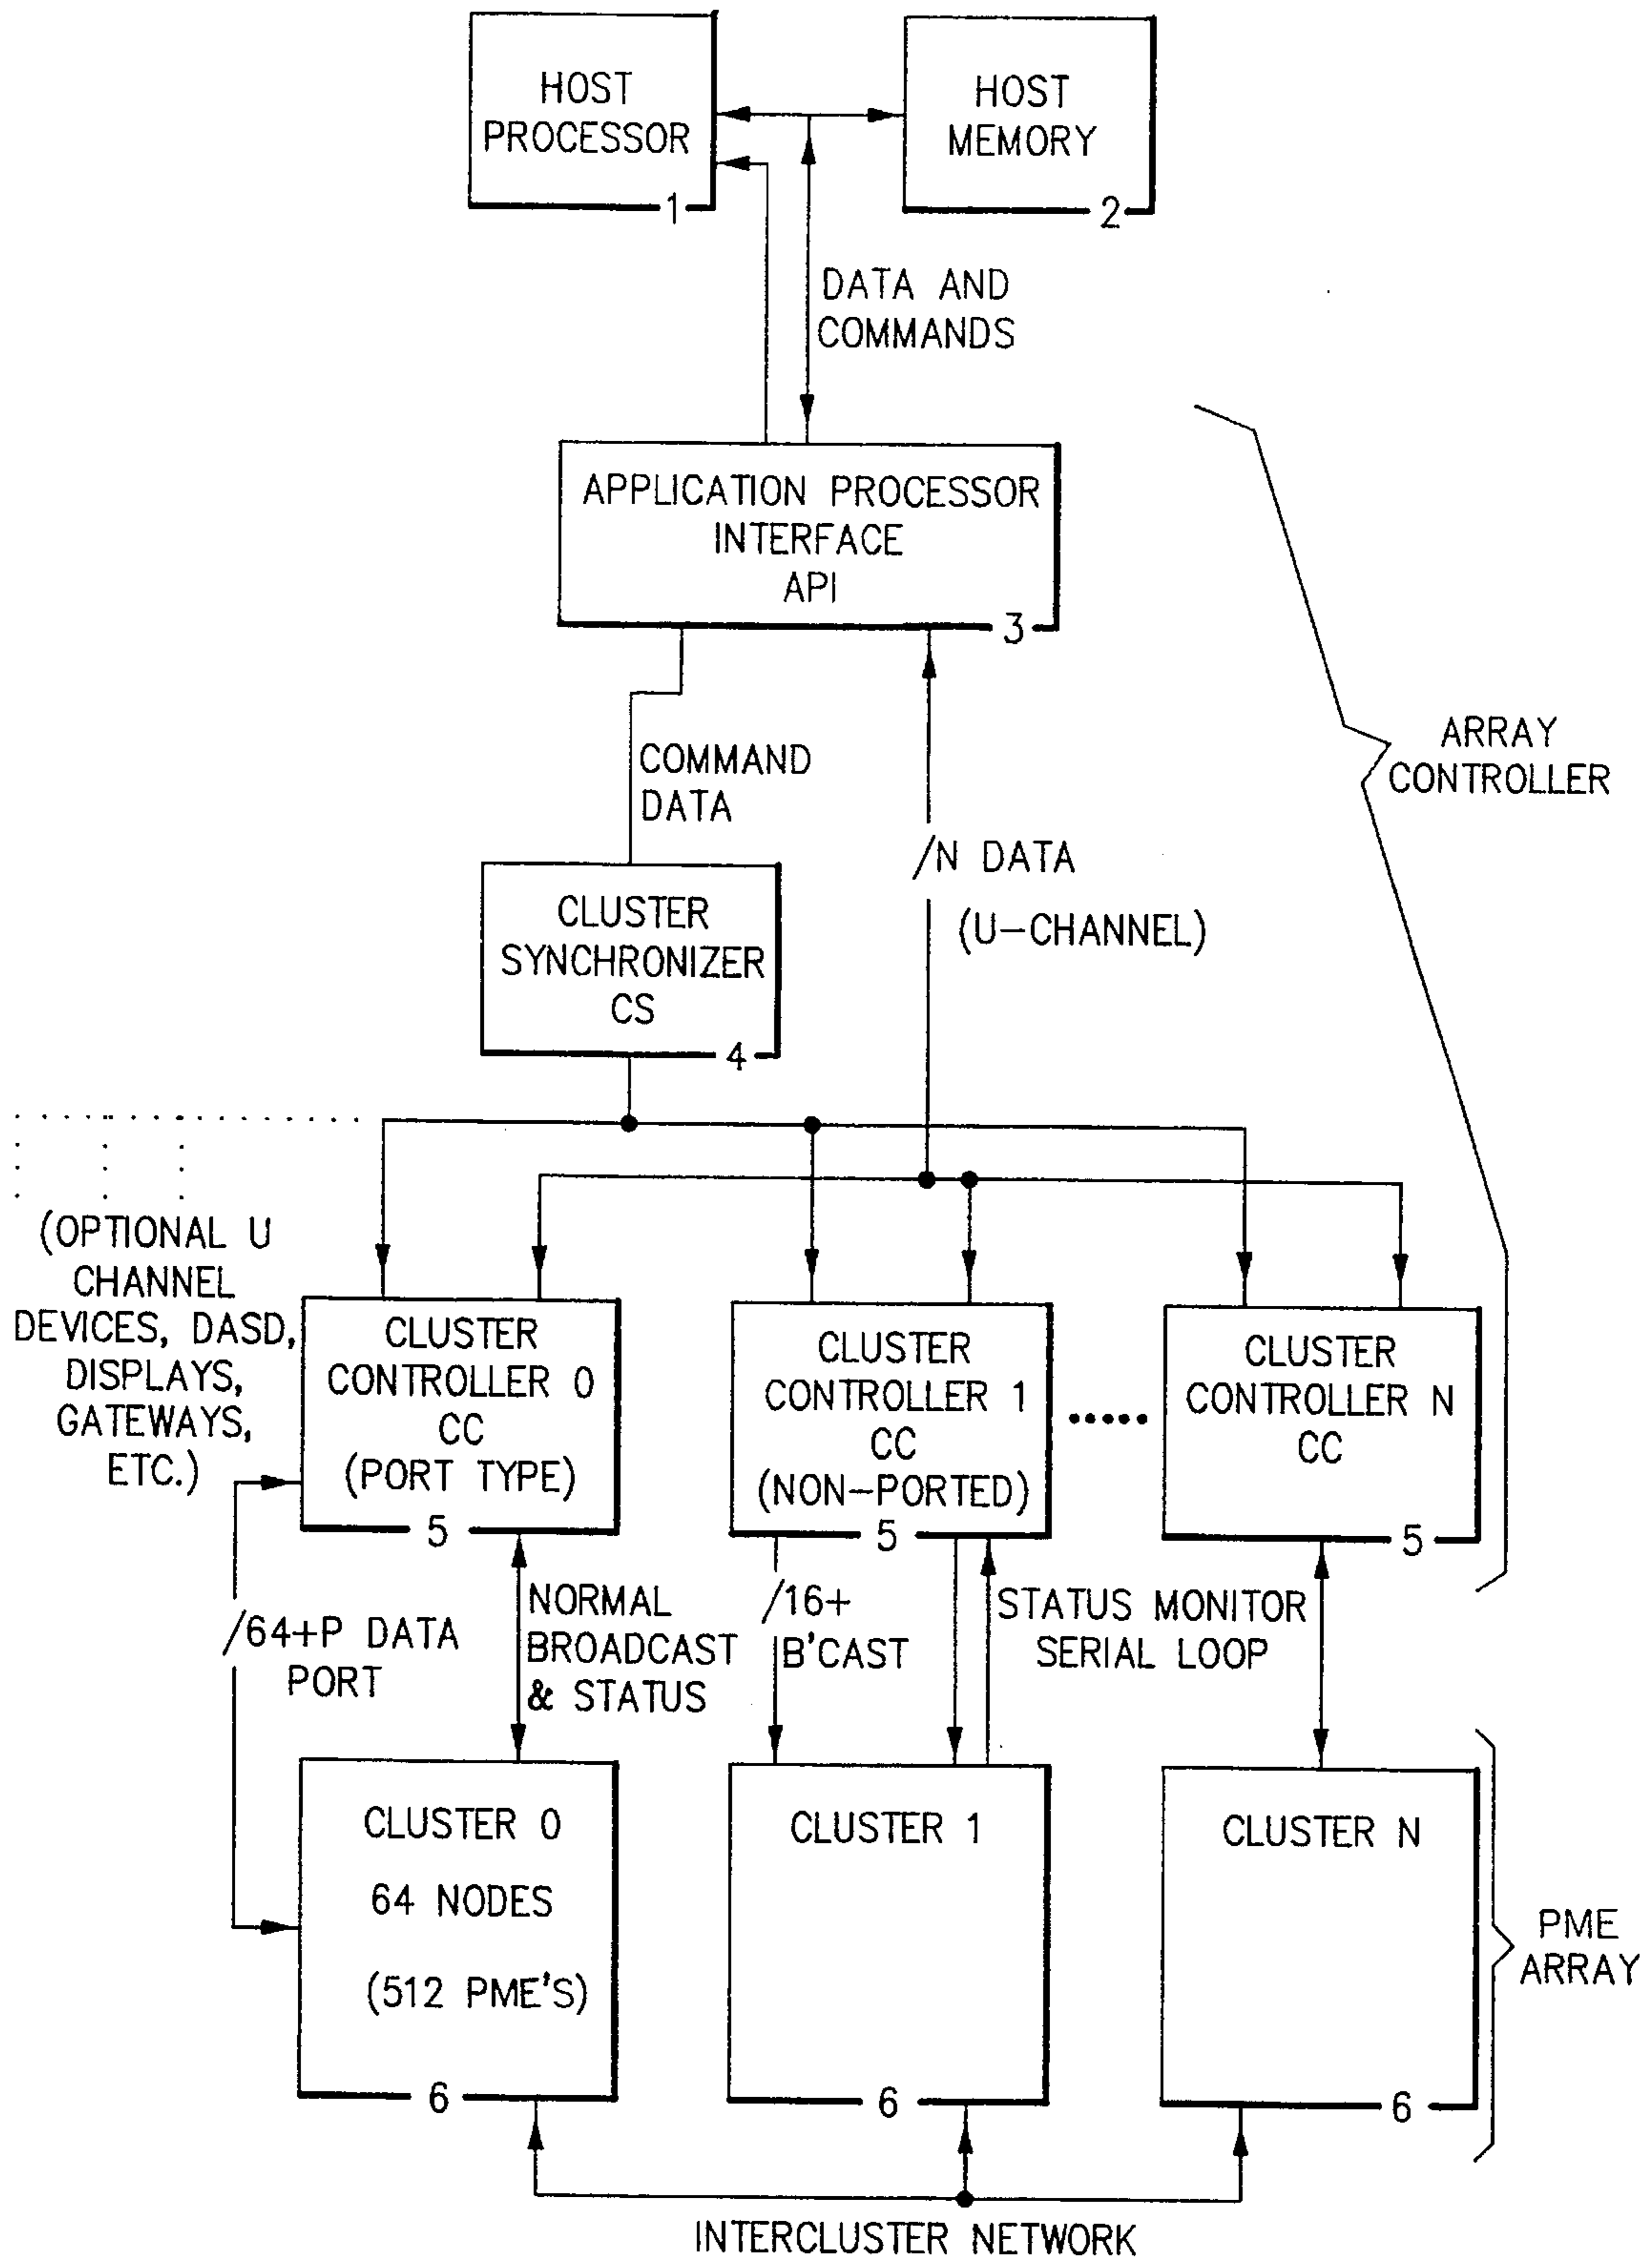 HOST
PROCESSOR
1
HOST
MEMORY
2
DATA AND
COMMANDS
APPLICATION PROCESSOR
INTERFACE
API
3
ARRAY
CONTROLLER
COMMAND
DATA
/N DATA
(U-CHANNEL)
CLUSTER
SYNCHRONIZER
CS
4
(OPTIONAL U
CHANNEL
DEVICES, DASD,
DISPLAYS,
GATEWAYS,
ETC.)
CLUSTER
CONTROLLER 0
CC
(PORT TYPE)
5
CLUSTER
CONTROLLER 1
CC
(NON-PORTED)
5
CLUSTER
CONTROLLER N
CC
5
/64+P DATA
PORT
NORMAL
BROADCAST
& STATUS
/16+
B'CAST
STATUS MONITOR
SERIAL LOOP
CLUSTER 0
64 NODES
(512 PME'S)
6
CLUSTER 1
6
CLUSTER N
6
PME
ARRAY
INTERCLUSTER NETWORK